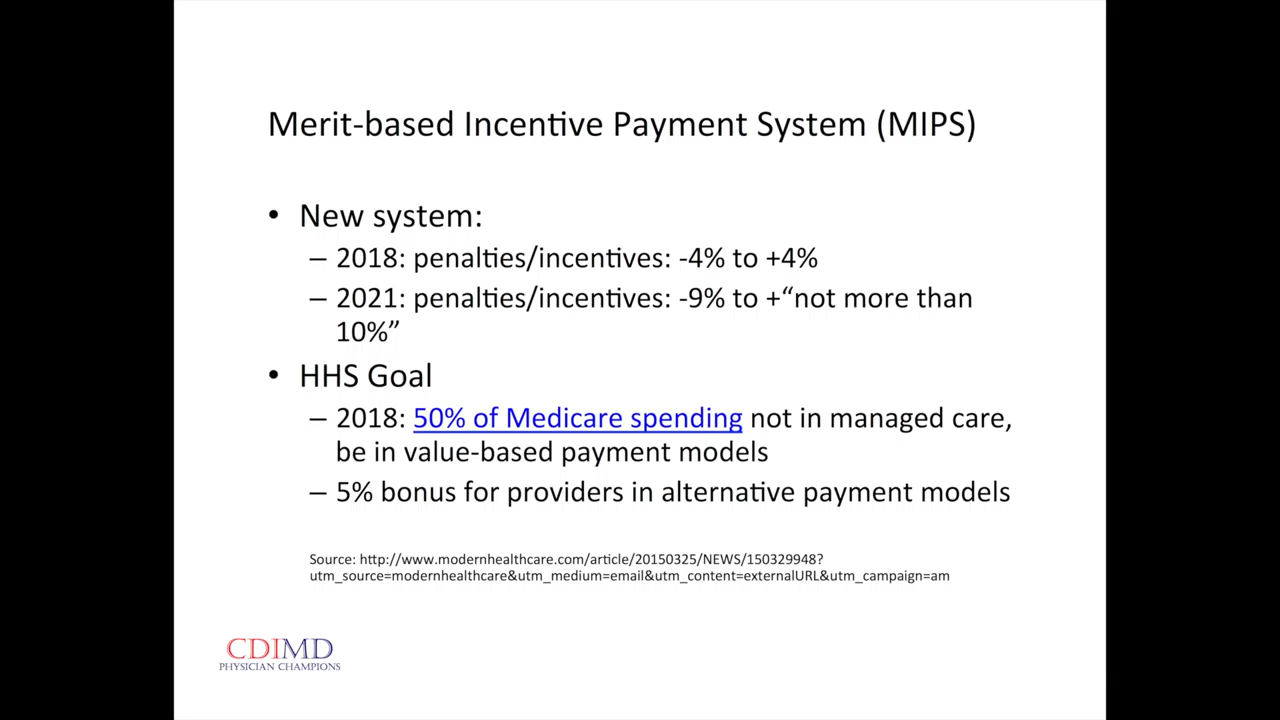 Merit-based Incentive Payment System (MIPS)
• New system:
– 2018: penalties/incentives: -4% to +4%
– 2021: penalties/incentives: -9% to +“not more than
10%”
• HHS Goal
– 2018: 50% of Medicare spending not in managed care,
be in value-based payment models
– 5% bonus for providers in alternative payment models
Source: http://www.modernhealthcare.com/article/20150325/NEWS/150329948?
utm_source=modernhealthcare&utm_medium=email&utm_content=externalURL&utm_campaign=am
CDIMD
PHYSICIAN CHAMPIONS